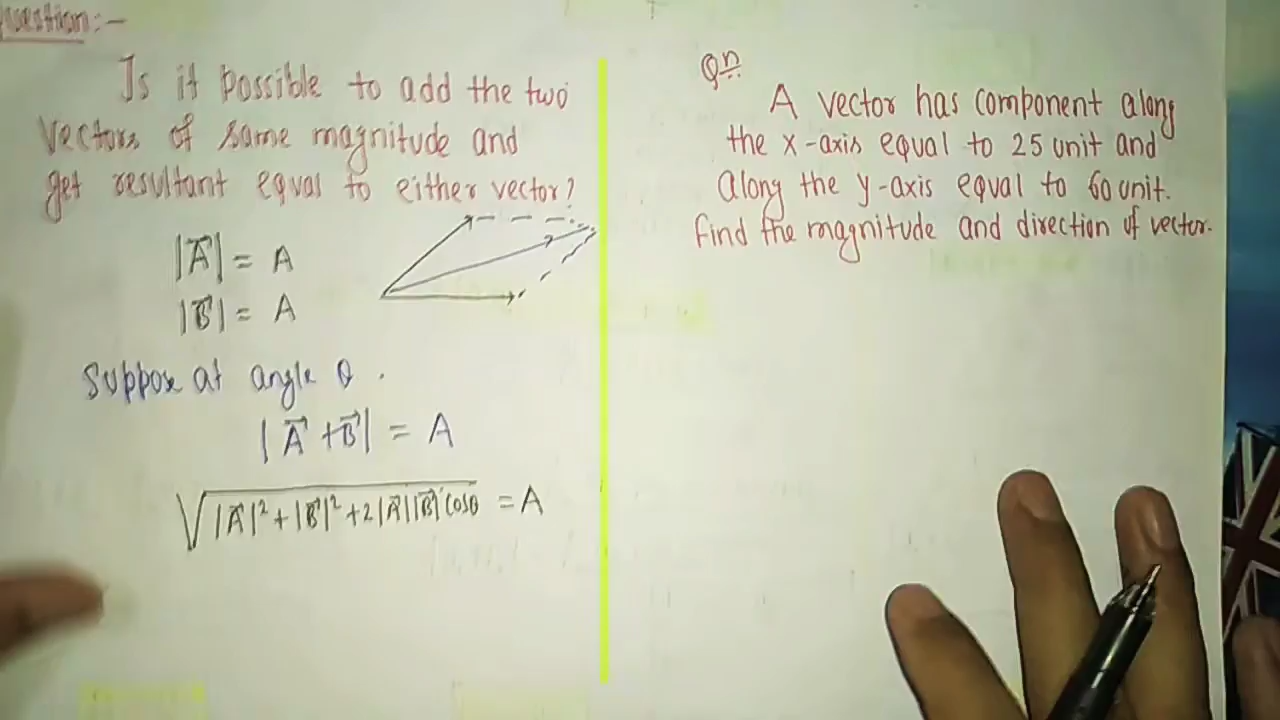 Question:-
Is it possible to add the two
vectors of same magnitude and
get resultant equal to either vector?
|A⃗| = A
|B⃗| = A
Suppose at angle θ.
|A⃗ + B⃗| = A
√|A⃗|² + |B⃗|² + 2|A⃗||B⃗| cosθ = A
Qn
A vector has component along
the x-axis equal to 25 unit and
along the y-axis equal to 60 unit.
find the magnitude and direction of vector.